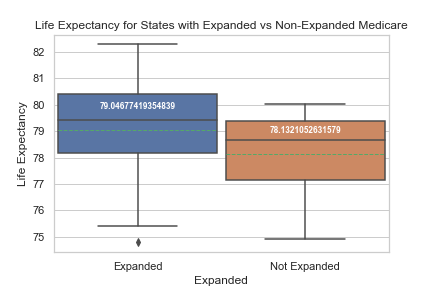 Life Expectancy for States with Expanded vs Non-Expanded Medicare
82
81
80
79
78
77
76
75
Life Expectancy
79.04677419354839
78.1321052631579
Expanded
Not Expanded
Expanded